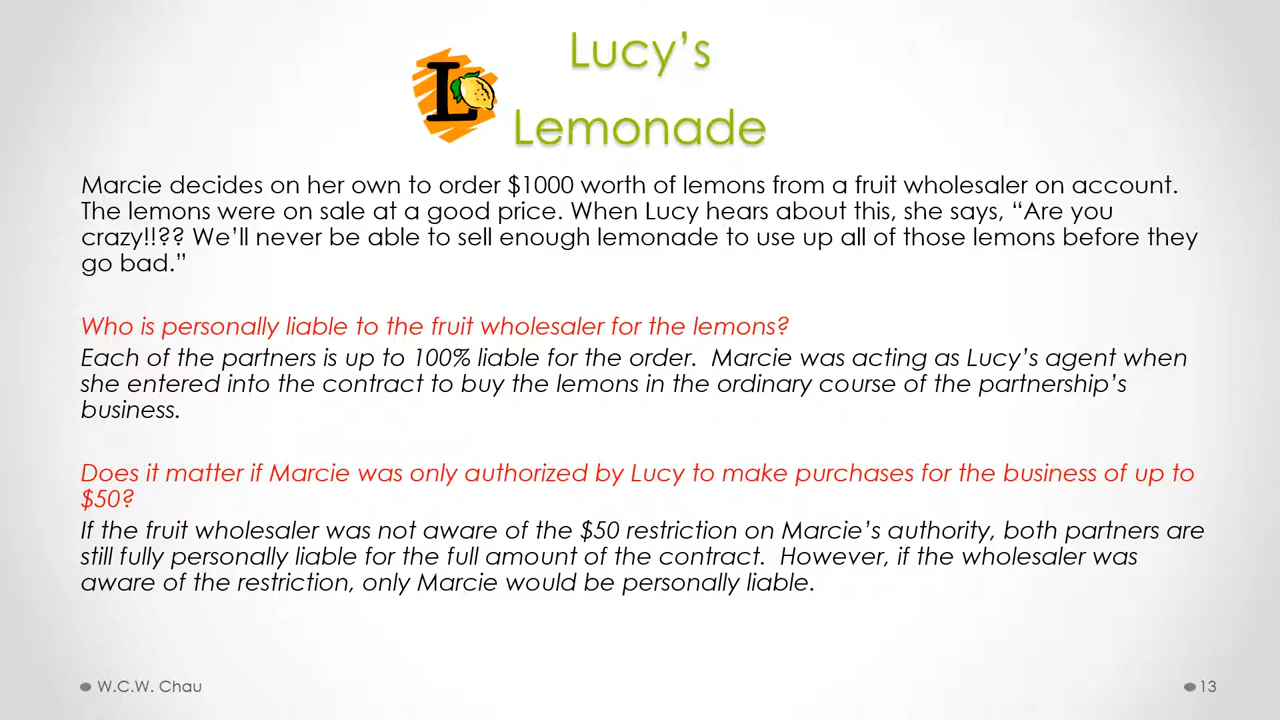 Lucy’s
L
Lemonade
Marcie decides on her own to order $1000 worth of lemons from a fruit wholesaler on account.
The lemons were on sale at a good price. When Lucy hears about this, she says, “Are you
crazy!!?? We’ll never be able to sell enough lemonade to use up all of those lemons before they
go bad.”
Who is personally liable to the fruit wholesaler for the lemons?
Each of the partners is up to 100% liable for the order.  Marcie was acting as Lucy’s agent when
she entered into the contract to buy the lemons in the ordinary course of the partnership’s
business.
Does it matter if Marcie was only authorized by Lucy to make purchases for the business of up to
$50?
If the fruit wholesaler was not aware of the $50 restriction on Marcie’s authority, both partners are
still fully personally liable for the full amount of the contract.  However, if the wholesaler was
aware of the restriction, only Marcie would be personally liable.
W.C.W. Chau
13